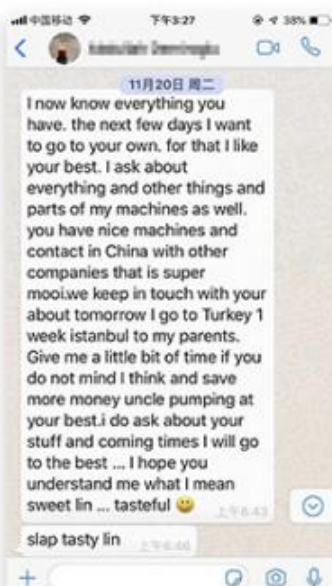 中国移动 下午3:27 38%
11月20日 周二
I now know everything you
have. the next few days I want
to go to your own. for that I like
your best. I ask about
everything and other things and
parts of my machines as well.
you have nice machines and
contact in China with other
companies that is super
mooi.we keep in touch with your
about tomorrow I go to Turkey 1
week istanbul to my parents.
Give me a little bit of time if you
do not mind I think and save
more money uncle pumping at
your best.i do ask about your
stuff and coming times I will go
to the best ... I hope you
understand me what I mean
sweet lin ... tasteful 😀
上午6:43
slap tasty lin
上午6:46